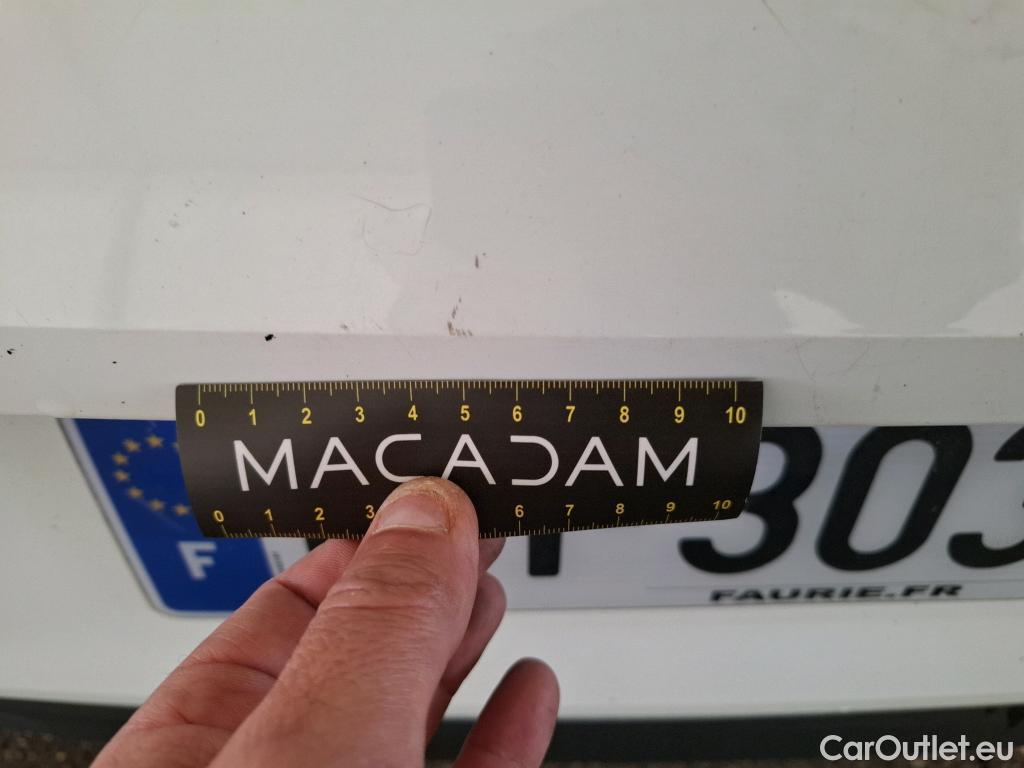 0 1 2 3 4 5 6 7 8 9 10
MACADAM
0 1 2 3 6 7 8 9 10
F 303
FAURIE.FR
CarOutlet.eu